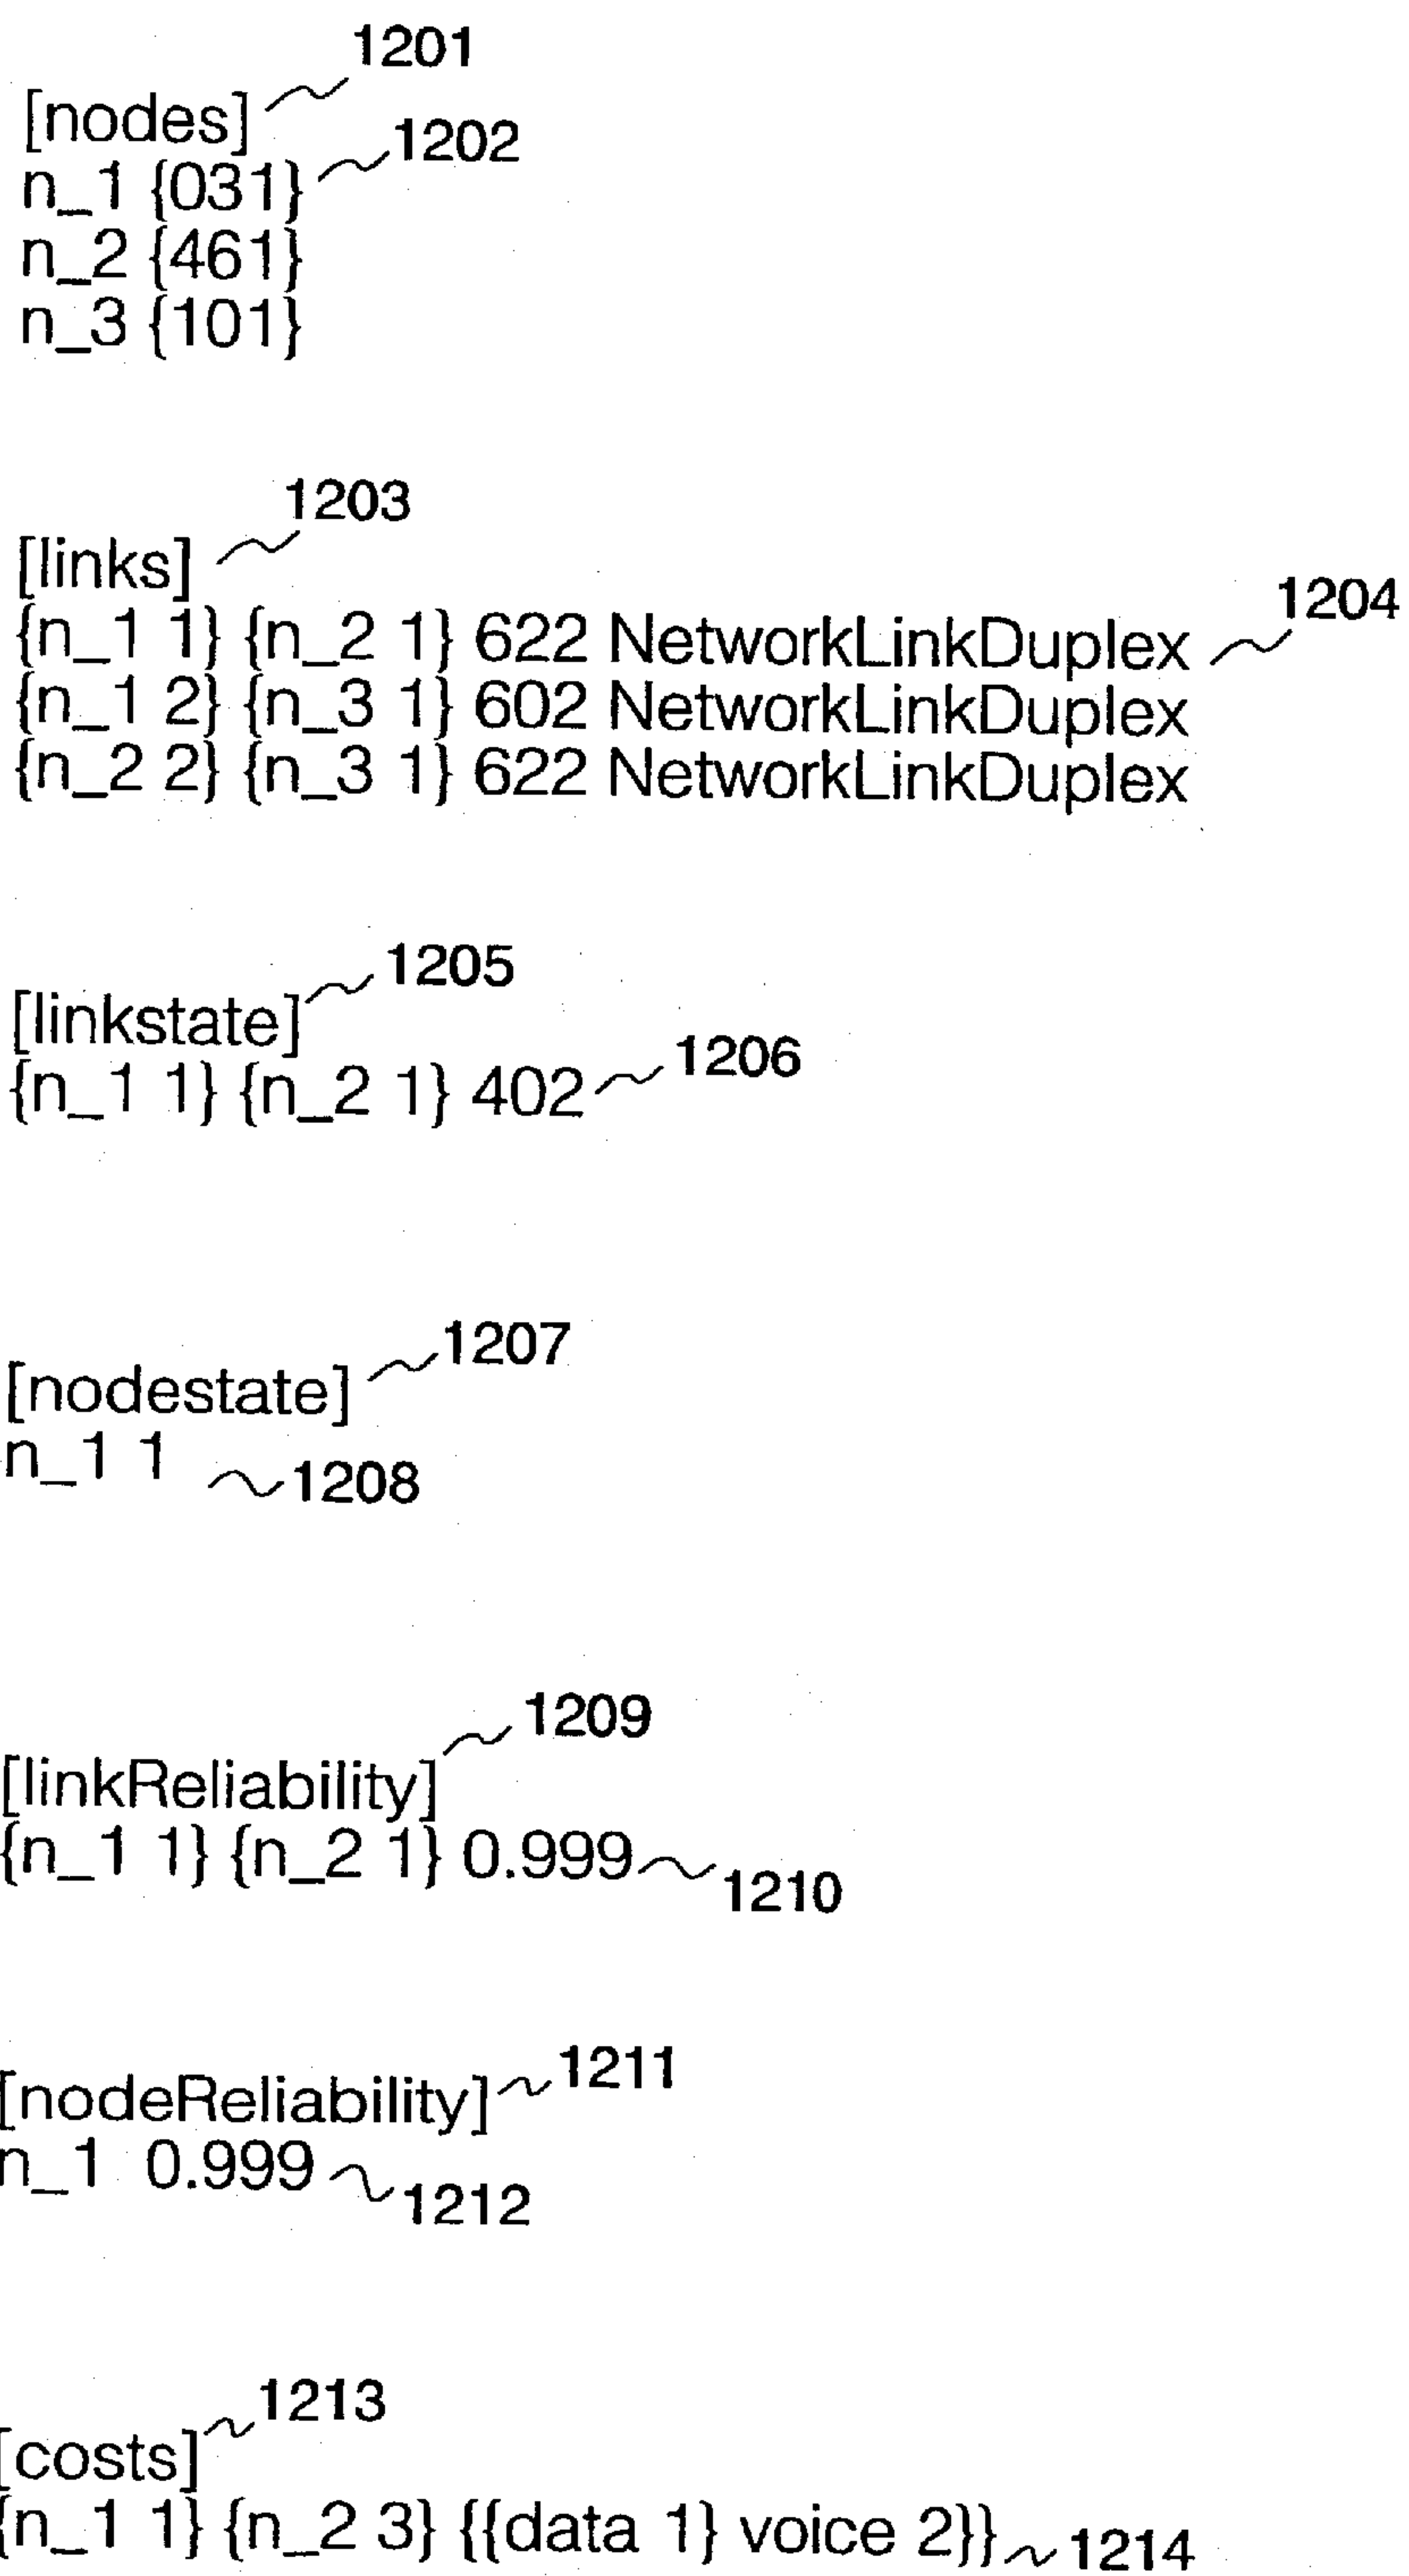 1201
[nodes]
1202
n_1 {031}
n_2 {461}
n_3 {101}
1203
[links]
1204
{n_1 1} {n_2 1} 622 NetworkLinkDuplex
{n_1 2} {n_3 1} 602 NetworkLinkDuplex
{n_2 2} {n_3 1} 622 NetworkLinkDuplex
1205
[linkstate]
1206
{n_1 1} {n_2 1} 402
1207
[nodestate]
n_1 1
1208
1209
[linkReliability]
{n_1 1} {n_2 1} 0.999
1210
1211
[nodeReliability]
n_1 0.999
1212
1213
[costs]
{n_1 1} {n_2 3} {{data 1} voice 2}}
1214